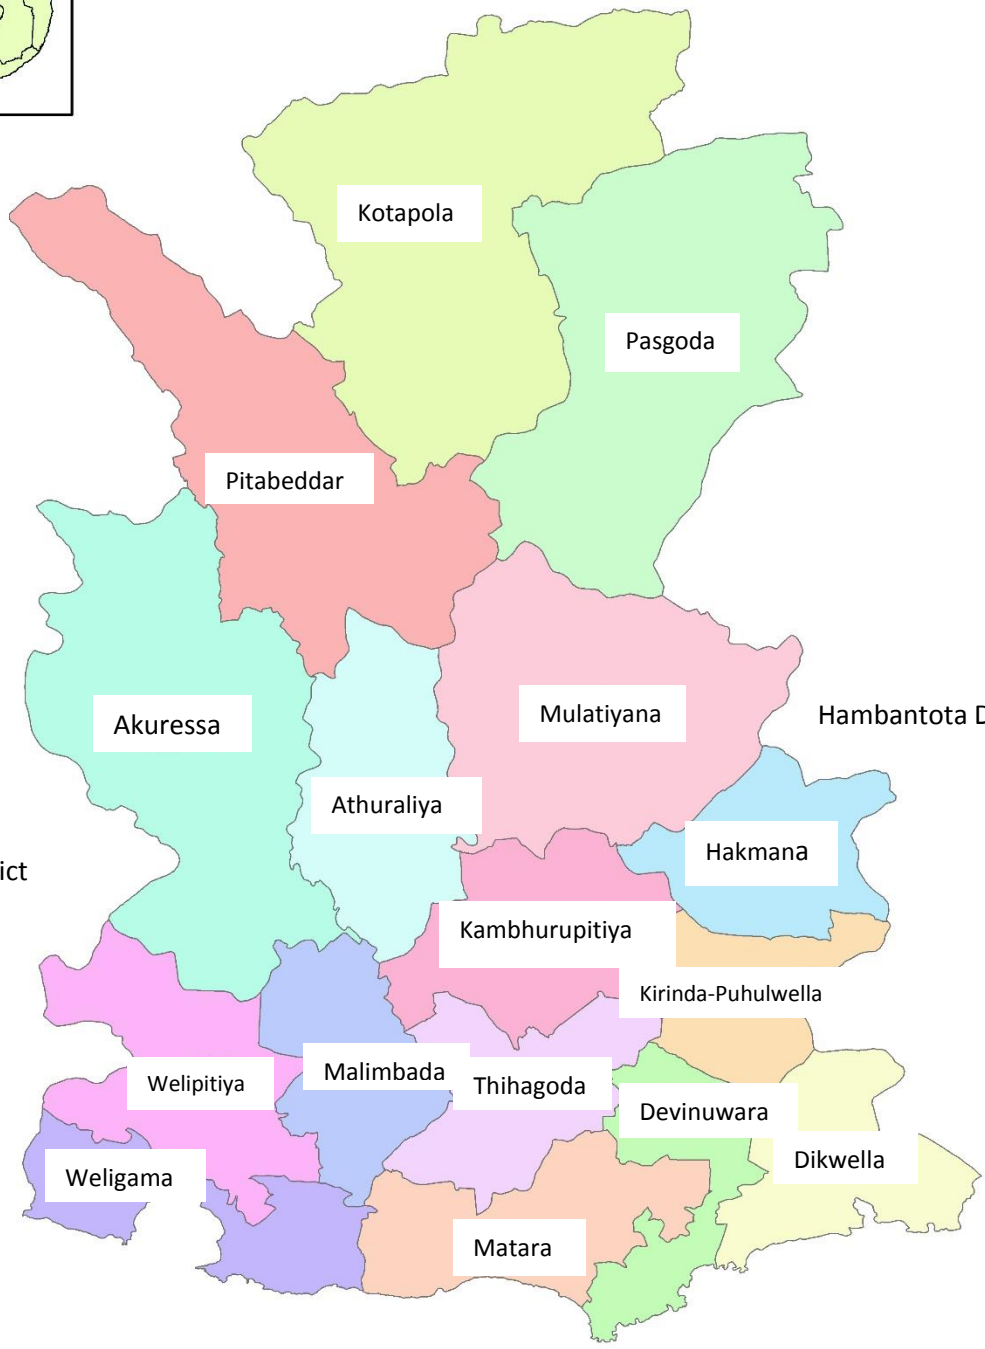 Kotapola
Pasgoda
Pitabeddar
Mulatiyana
Hambantota D
Akuressa
Athuraliya
Hakmana
ict
Kambhurupitiya
Kirinda-Puhulwella
Malimbada
Welipitiya
Thihagoda
Devinuwara
Dikwella
Weligama
Matara